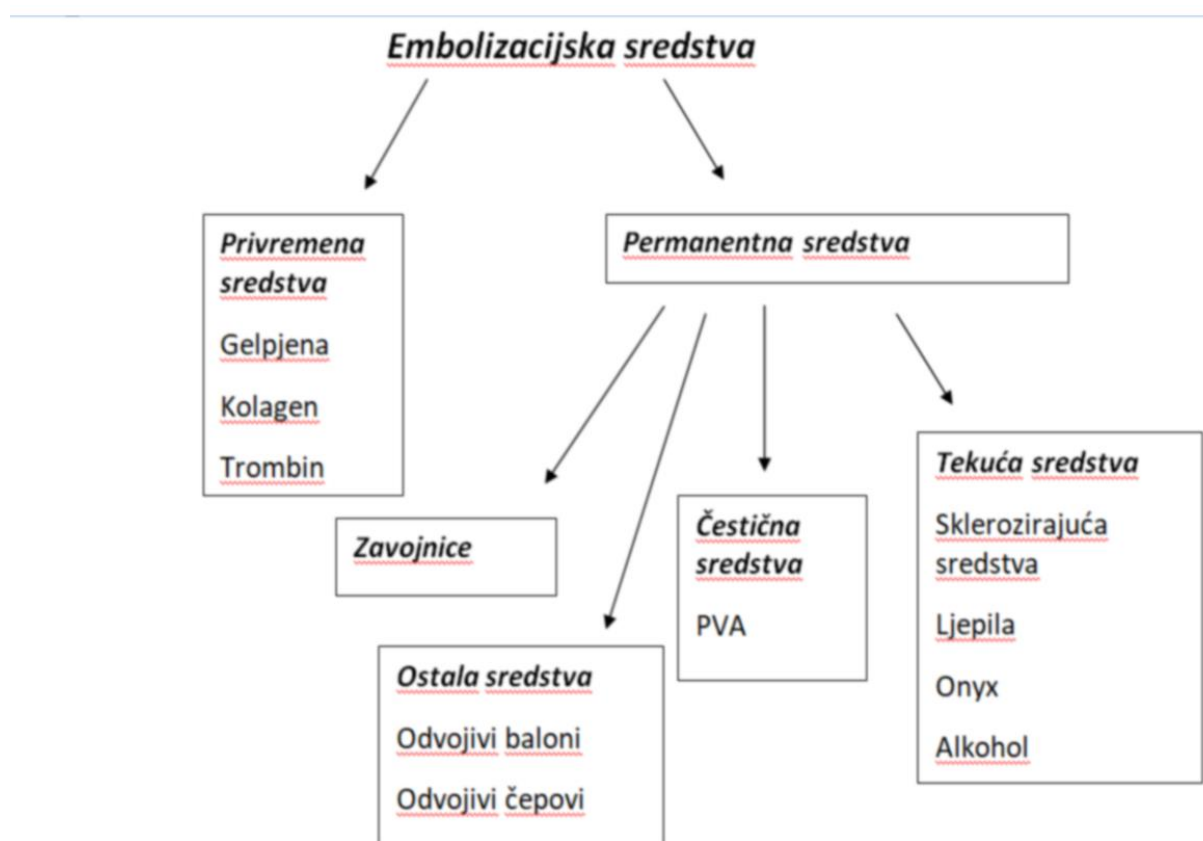 Embolizacijska sredstva
Privremena
sredstva
Gelpjena
Kolagen
Trombin
Permanentna sredstva
Zavojnice
Ostala sredstva
Odvojivi baloni
Odvojivi čepovi
Čestična
sredstva
PVA
Tekuća sredstva
Sklerozirajuća
sredstva
Ljepila
Onyx
Alkohol